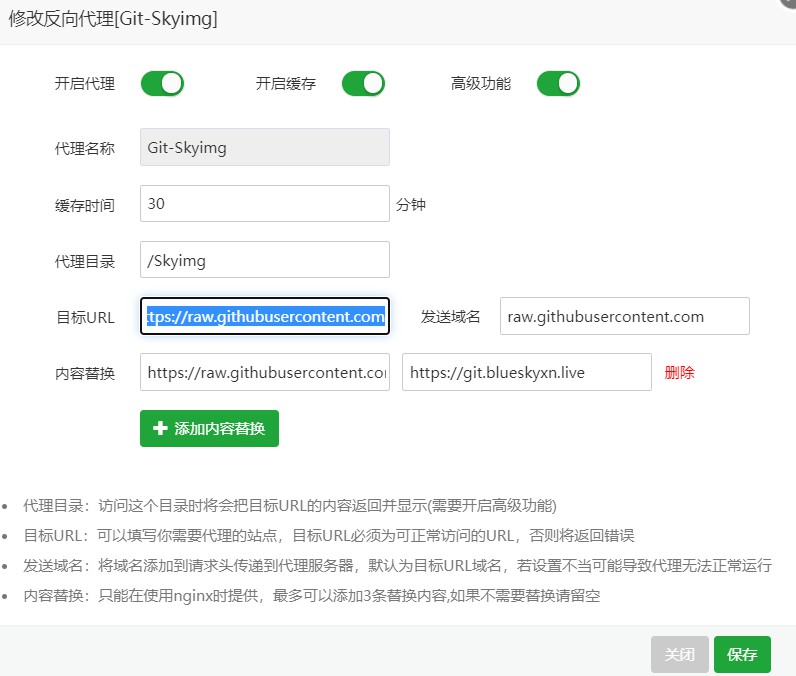 修改反向代理[Git-Skyimg]
开启代理 开启缓存 高级功能
代理名称 Git-Skyimg
缓存时间 30 分钟
代理目录 /Skyimg
目标URL tps://raw.githubusercontent.com 发送域名 raw.githubusercontent.com
内容替换 https://raw.githubusercontent.co https://git.blueskyxn.live 删除
添加内容替换
代理目录：访问这个目录时将会把目标URL的内容返回并显示(需要开启高级功能)
目标URL：可以填写你需要代理的站点，目标URL必须为可正常访问的URL，否则将返回错误
发送域名：将域名添加到请求头传递到代理服务器，默认为目标URL域名，若设置不当可能导致代理无法正常运行
内容替换：只能在使用nginx时提供，最多可以添加3条替换内容,如果不需要替换请留空
关闭 保存